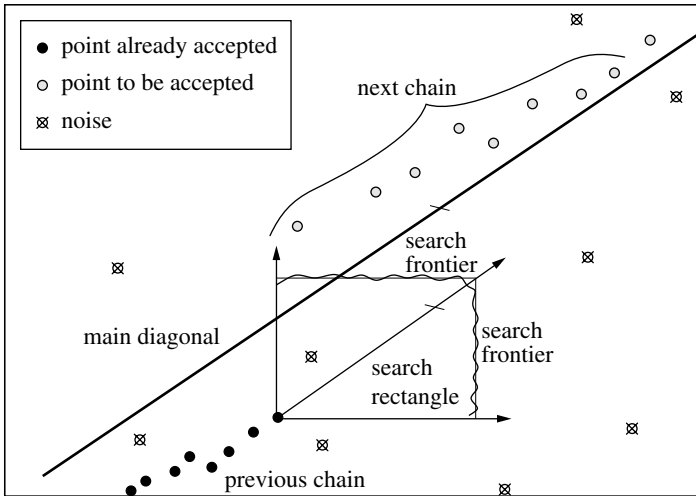 point already accepted
point to be accepted
noise
next chain
search
frontier
main diagonal
search
frontier
search
rectangle
previous chain